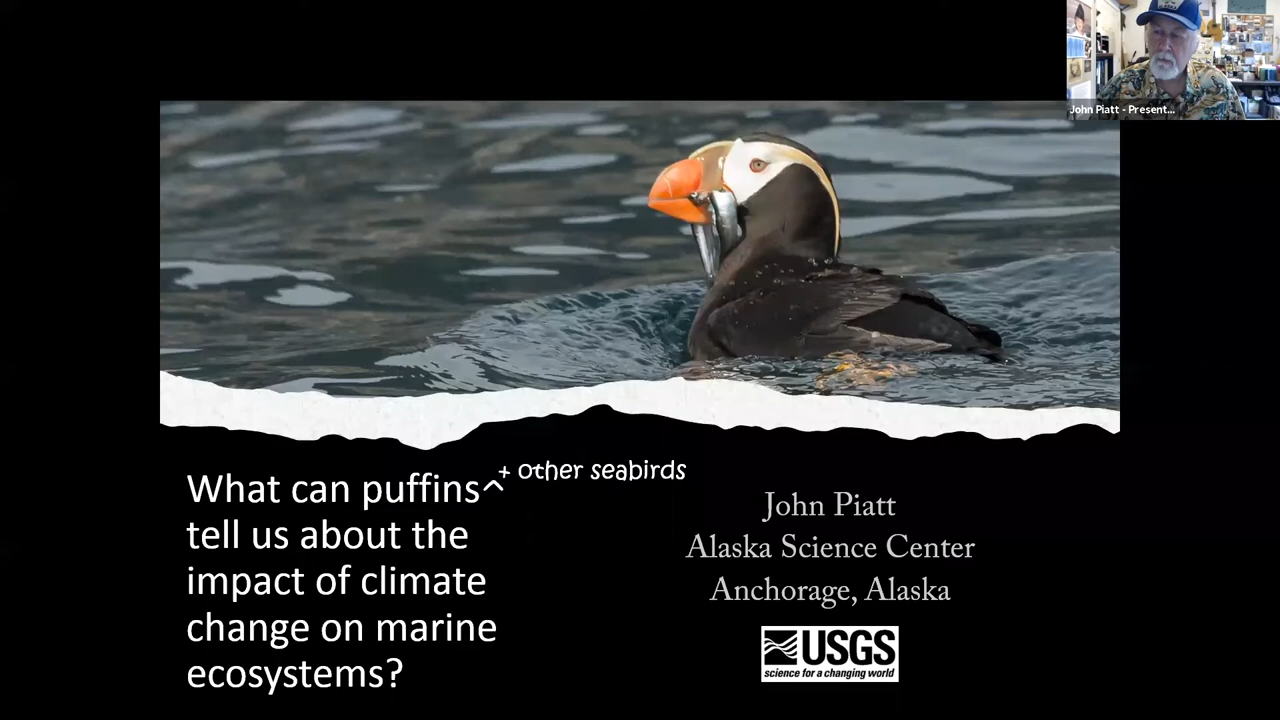 John Piatt - Present...
What can puffins^
+ other seabirds
tell us about the
impact of climate
change on marine
ecosystems?
John Piatt
Alaska Science Center
Anchorage, Alaska
USGS
science for a changing world